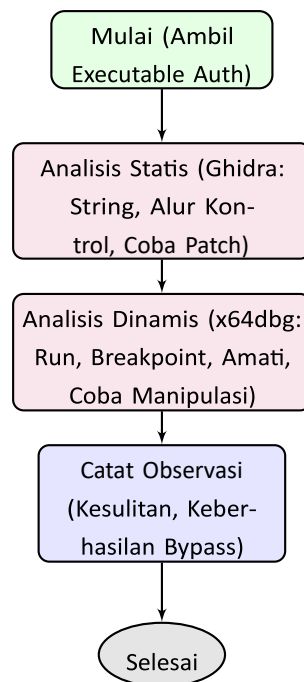 Mulai (Ambil
Executable Auth)
Analisis Statis (Ghidra:
String, Alur Kon-
trol, Coba Patch)
Analisis Dinamis (x64dbg:
Run, Breakpoint, Amati,
Coba Manipulasi)
Catat Observasi
(Kesulitan, Keber-
hasilan Bypass)
Selesai